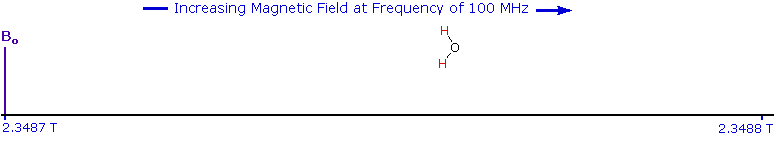 Increasing Magnetic Field at Frequency of 100 MHz
Bo
H
O
H
2.3487 T
2.3488 T